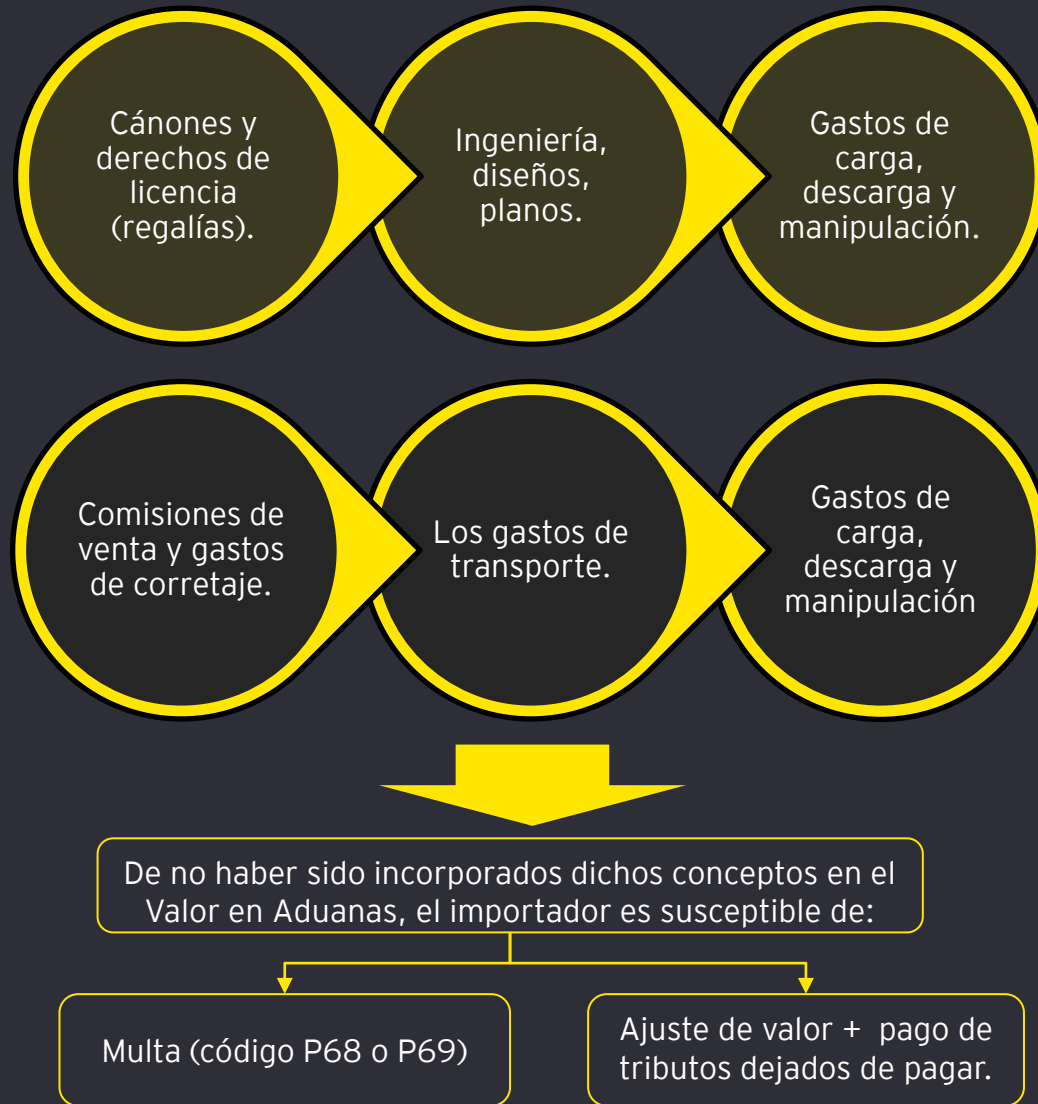 Cánones y
derechos de
licencia
(regalías).
Ingeniería,
diseños,
planos.
Gastos de
carga,
descarga y
manipulación.
Comisiones de
venta y gastos
de corretaje.
Los gastos de
transporte.
Gastos de
carga,
descarga y
manipulación
De no haber sido incorporados dichos conceptos en el
Valor en Aduanas, el importador es susceptible de:
Multa (código P68 o P69)
Ajuste de valor + pago de
tributos dejados de pagar.